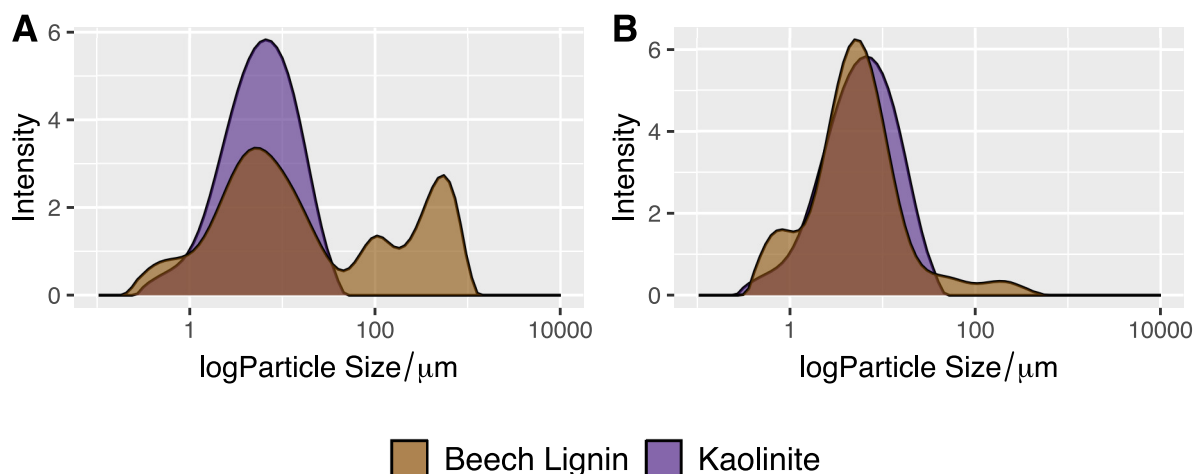 A
6
4
2
0
Intensity
1
100
10000
logParticle Size/μm
B
6
4
2
0
Intensity
1
100
10000
logParticle Size/μm
Beech Lignin
Kaolinite